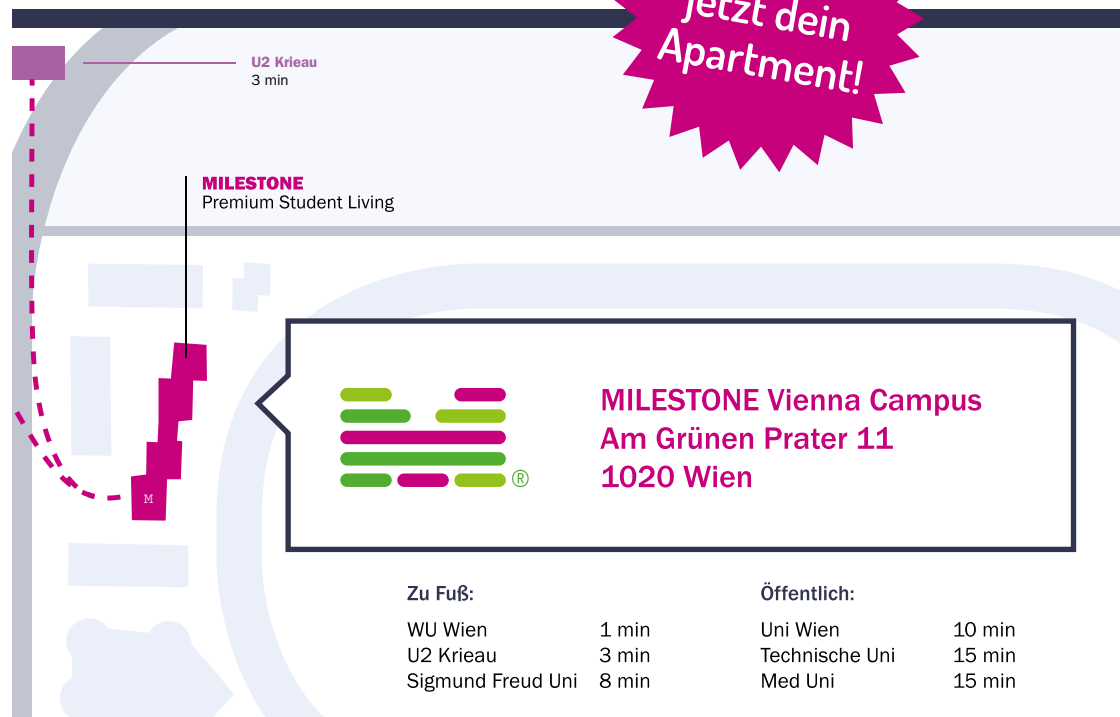 jetzt dein
Apartment!
U2 Krieau
3 min
MILESTONE
Premium Student Living
MILESTONE Vienna Campus
Am Grünen Prater 11
1020 Wien
®
M
Zu Fuß:
WU Wien 1 min
U2 Krieau 3 min
Sigmund Freud Uni 8 min
Öffentlich:
Uni Wien 10 min
Technische Uni 15 min
Med Uni 15 min